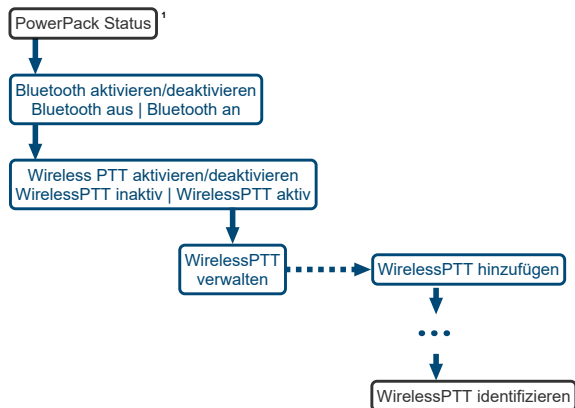 PowerPack Status ¹
Bluetooth aktivieren/deaktivieren
Bluetooth aus | Bluetooth an
Wireless PTT aktivieren/deaktivieren
WirelessPTT inaktiv | WirelessPTT aktiv
WirelessPTT
verwalten
WirelessPTT hinzufügen
...
WirelessPTT identifizieren